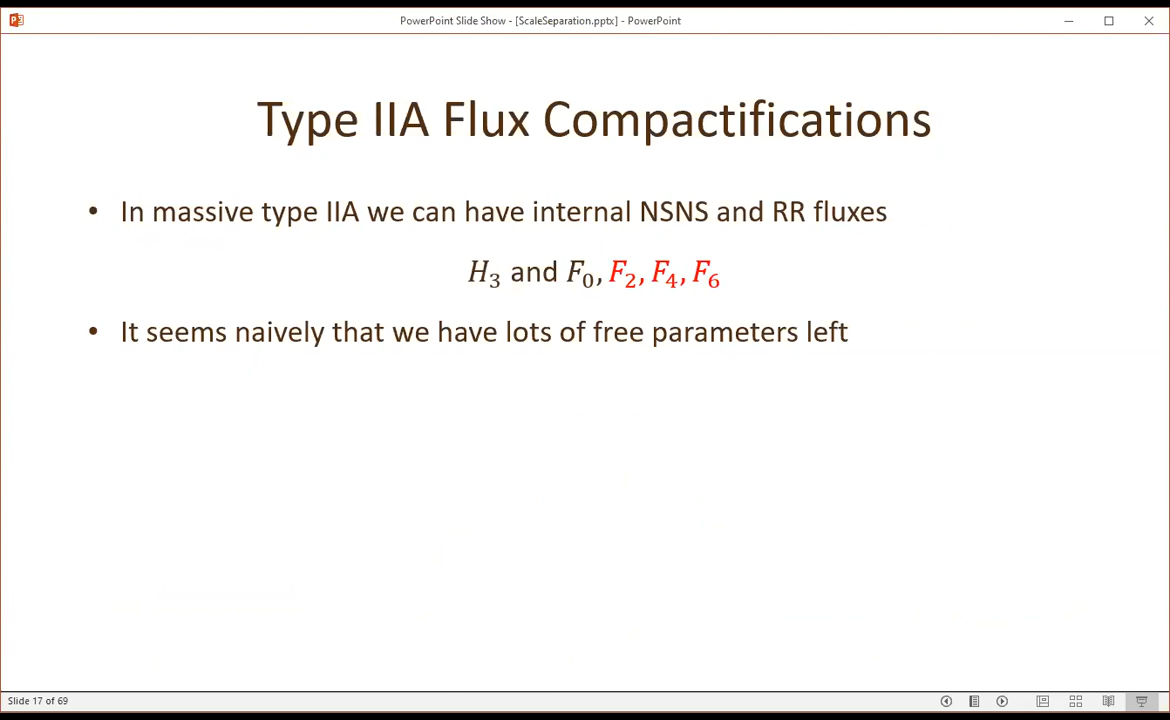 PowerPoint Slide Show - [ScaleSeparation.pptx] - PowerPoint
Type IIA Flux Compactifications
• In massive type IIA we can have internal NSNS and RR fluxes
H₃ and F₀, F₂, F₄, F₆
• It seems naively that we have lots of free parameters left
Slide 17 of 69